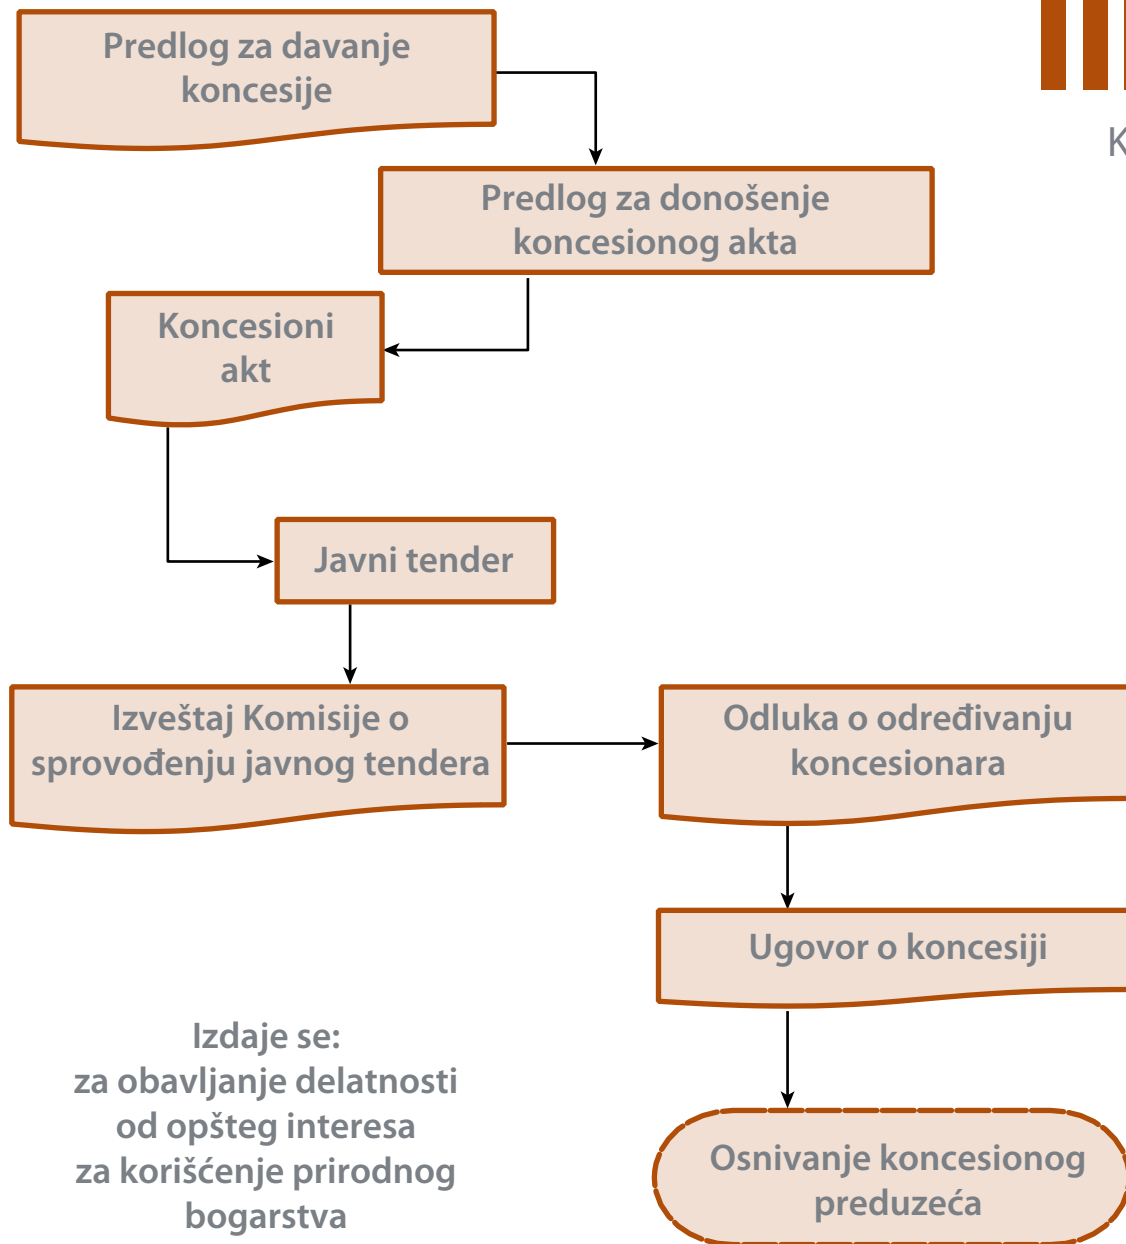 Predlog za davanje
koncesije
K
Predlog za donošenje
koncesionog akta
Koncesioni
akt
Javni tender
Izveštaj Komisije o
sprovođenju javnog tendera
Odluka o određivanju
koncesionara
Ugovor o koncesiji
Izdaje se:
za obavljanje delatnosti
od opšteg interesa
za korišćenje prirodnog
bogarstva
Osnivanje koncesionog
preduzeća